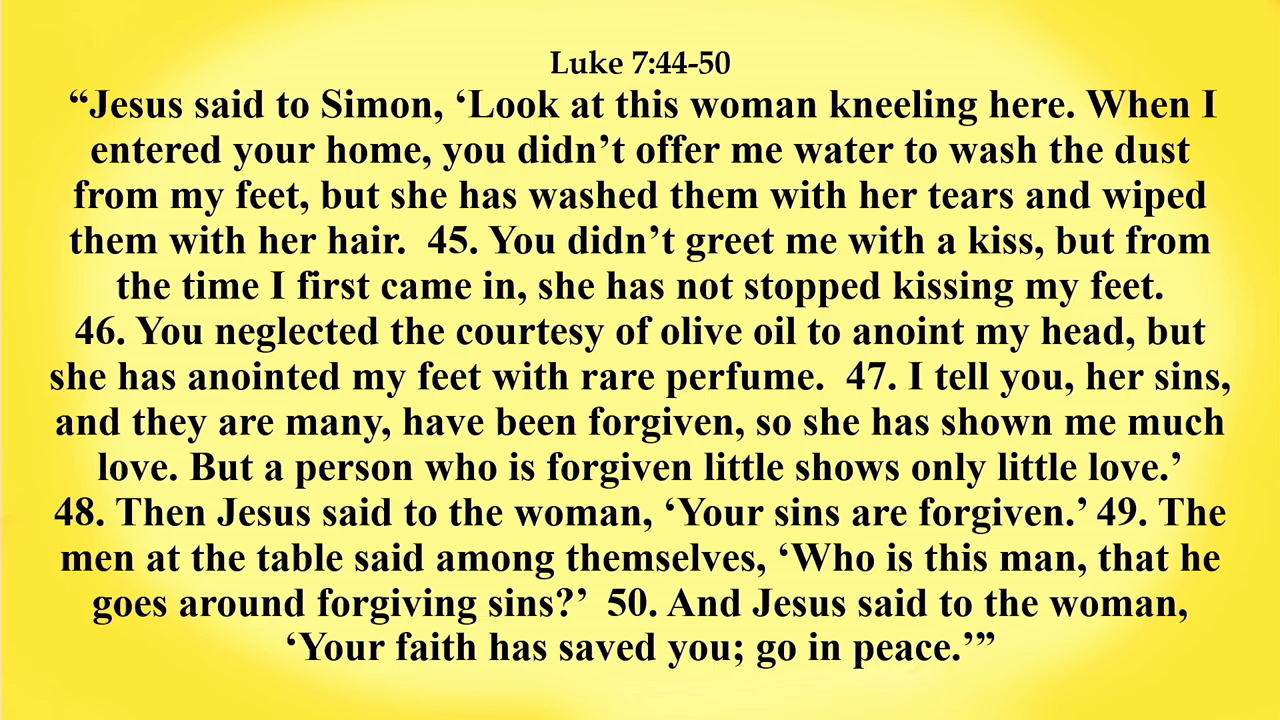 Luke 7:44-50
“Jesus said to Simon, ‘Look at this woman kneeling here. When I
entered your home, you didn’t offer me water to wash the dust
from my feet, but she has washed them with her tears and wiped
them with her hair.  45. You didn’t greet me with a kiss, but from
the time I first came in, she has not stopped kissing my feet.
46. You neglected the courtesy of olive oil to anoint my head, but
she has anointed my feet with rare perfume.  47. I tell you, her sins,
and they are many, have been forgiven, so she has shown me much
love. But a person who is forgiven little shows only little love.’
48. Then Jesus said to the woman, ‘Your sins are forgiven.’ 49. The
men at the table said among themselves, ‘Who is this man, that he
goes around forgiving sins?’  50. And Jesus said to the woman,
‘Your faith has saved you; go in peace.’”